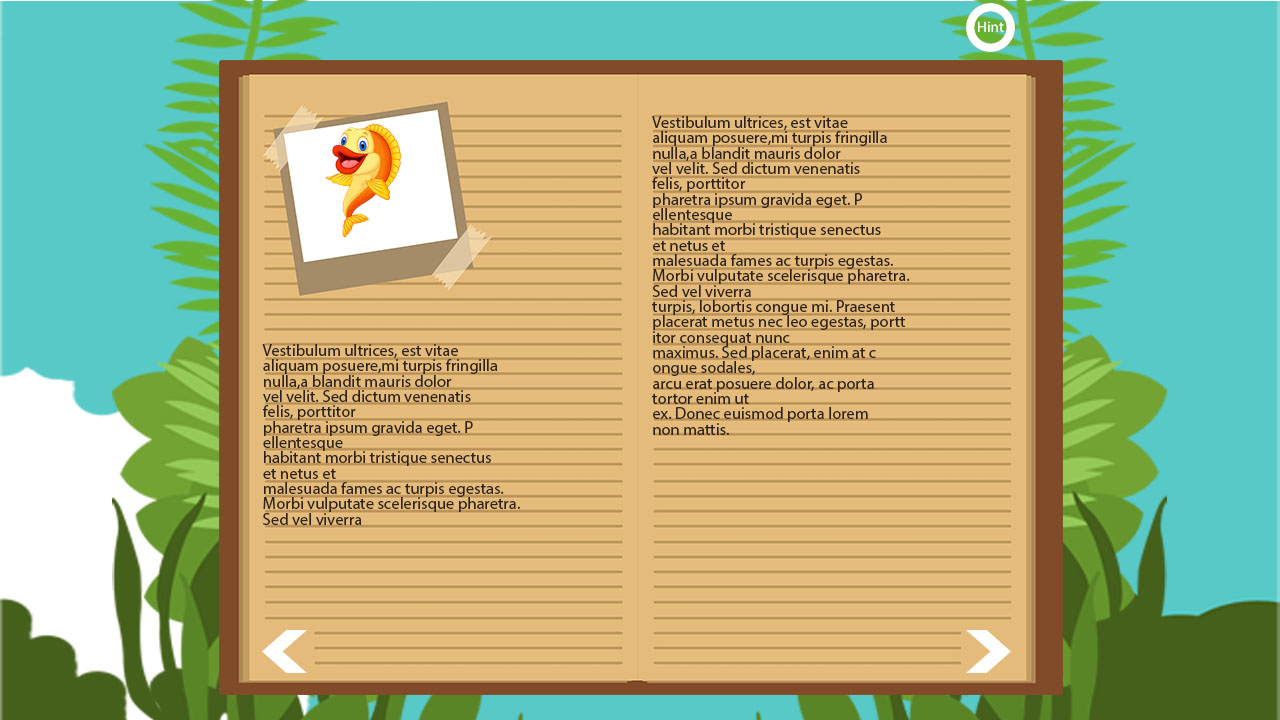 Hint
Vestibulum ultrices, est vitae
aliquam posuere,mi turpis fringilla
nulla,a blandit mauris dolor
vel velit. Sed dictum venenatis
felis, porttitor
pharetra ipsum gravida eget. P
ellentesque
habitant morbi tristique senectus
et netus et
malesuada fames ac turpis egestas.
Morbi vulputate scelerisque pharetra.
Sed vel viverra
Vestibulum ultrices, est vitae
aliquam posuere,mi turpis fringilla
nulla,a blandit mauris dolor
vel velit. Sed dictum venenatis
felis, porttitor
pharetra ipsum gravida eget. P
ellentesque
habitant morbi tristique senectus
et netus et
malesuada fames ac turpis egestas.
Morbi vulputate scelerisque pharetra.
Sed vel viverra
turpis, lobortis congue mi. Praesent
placerat metus nec leo egestas, portt
itor consequat nunc
maximus. Sed placerat, enim at c
ongue sodales,
arcu erat posuere dolor, ac porta
tortor enim ut
ex. Donec euismod porta lorem
non mattis.